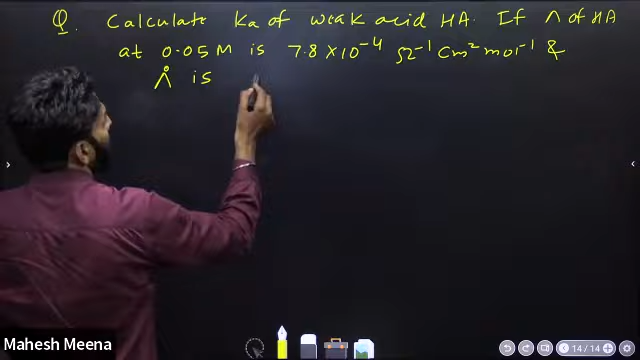 Q. Calculate Ka of weak acid HA. If Λ of HA
at 0.05 M is 7.8 × 10⁻⁴ Ω⁻¹ cm² mol⁻¹ &
Λ° is
Mahesh Meena
14 / 14